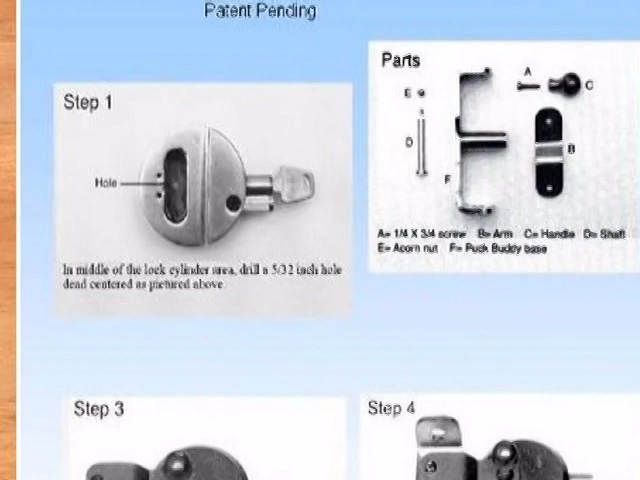 Patent Pending
Step 1
Hole
In middle of the lock cylinder area, drill a 5/32 inch hole
dead centered as pictured above.
Parts
A
E
C
D
B
F
A= 1/4 X 3/4 screw B= Arm C= Handle D= Shaft
E= Acorn nut F= Puck Buddy base
Step 3
Step 4